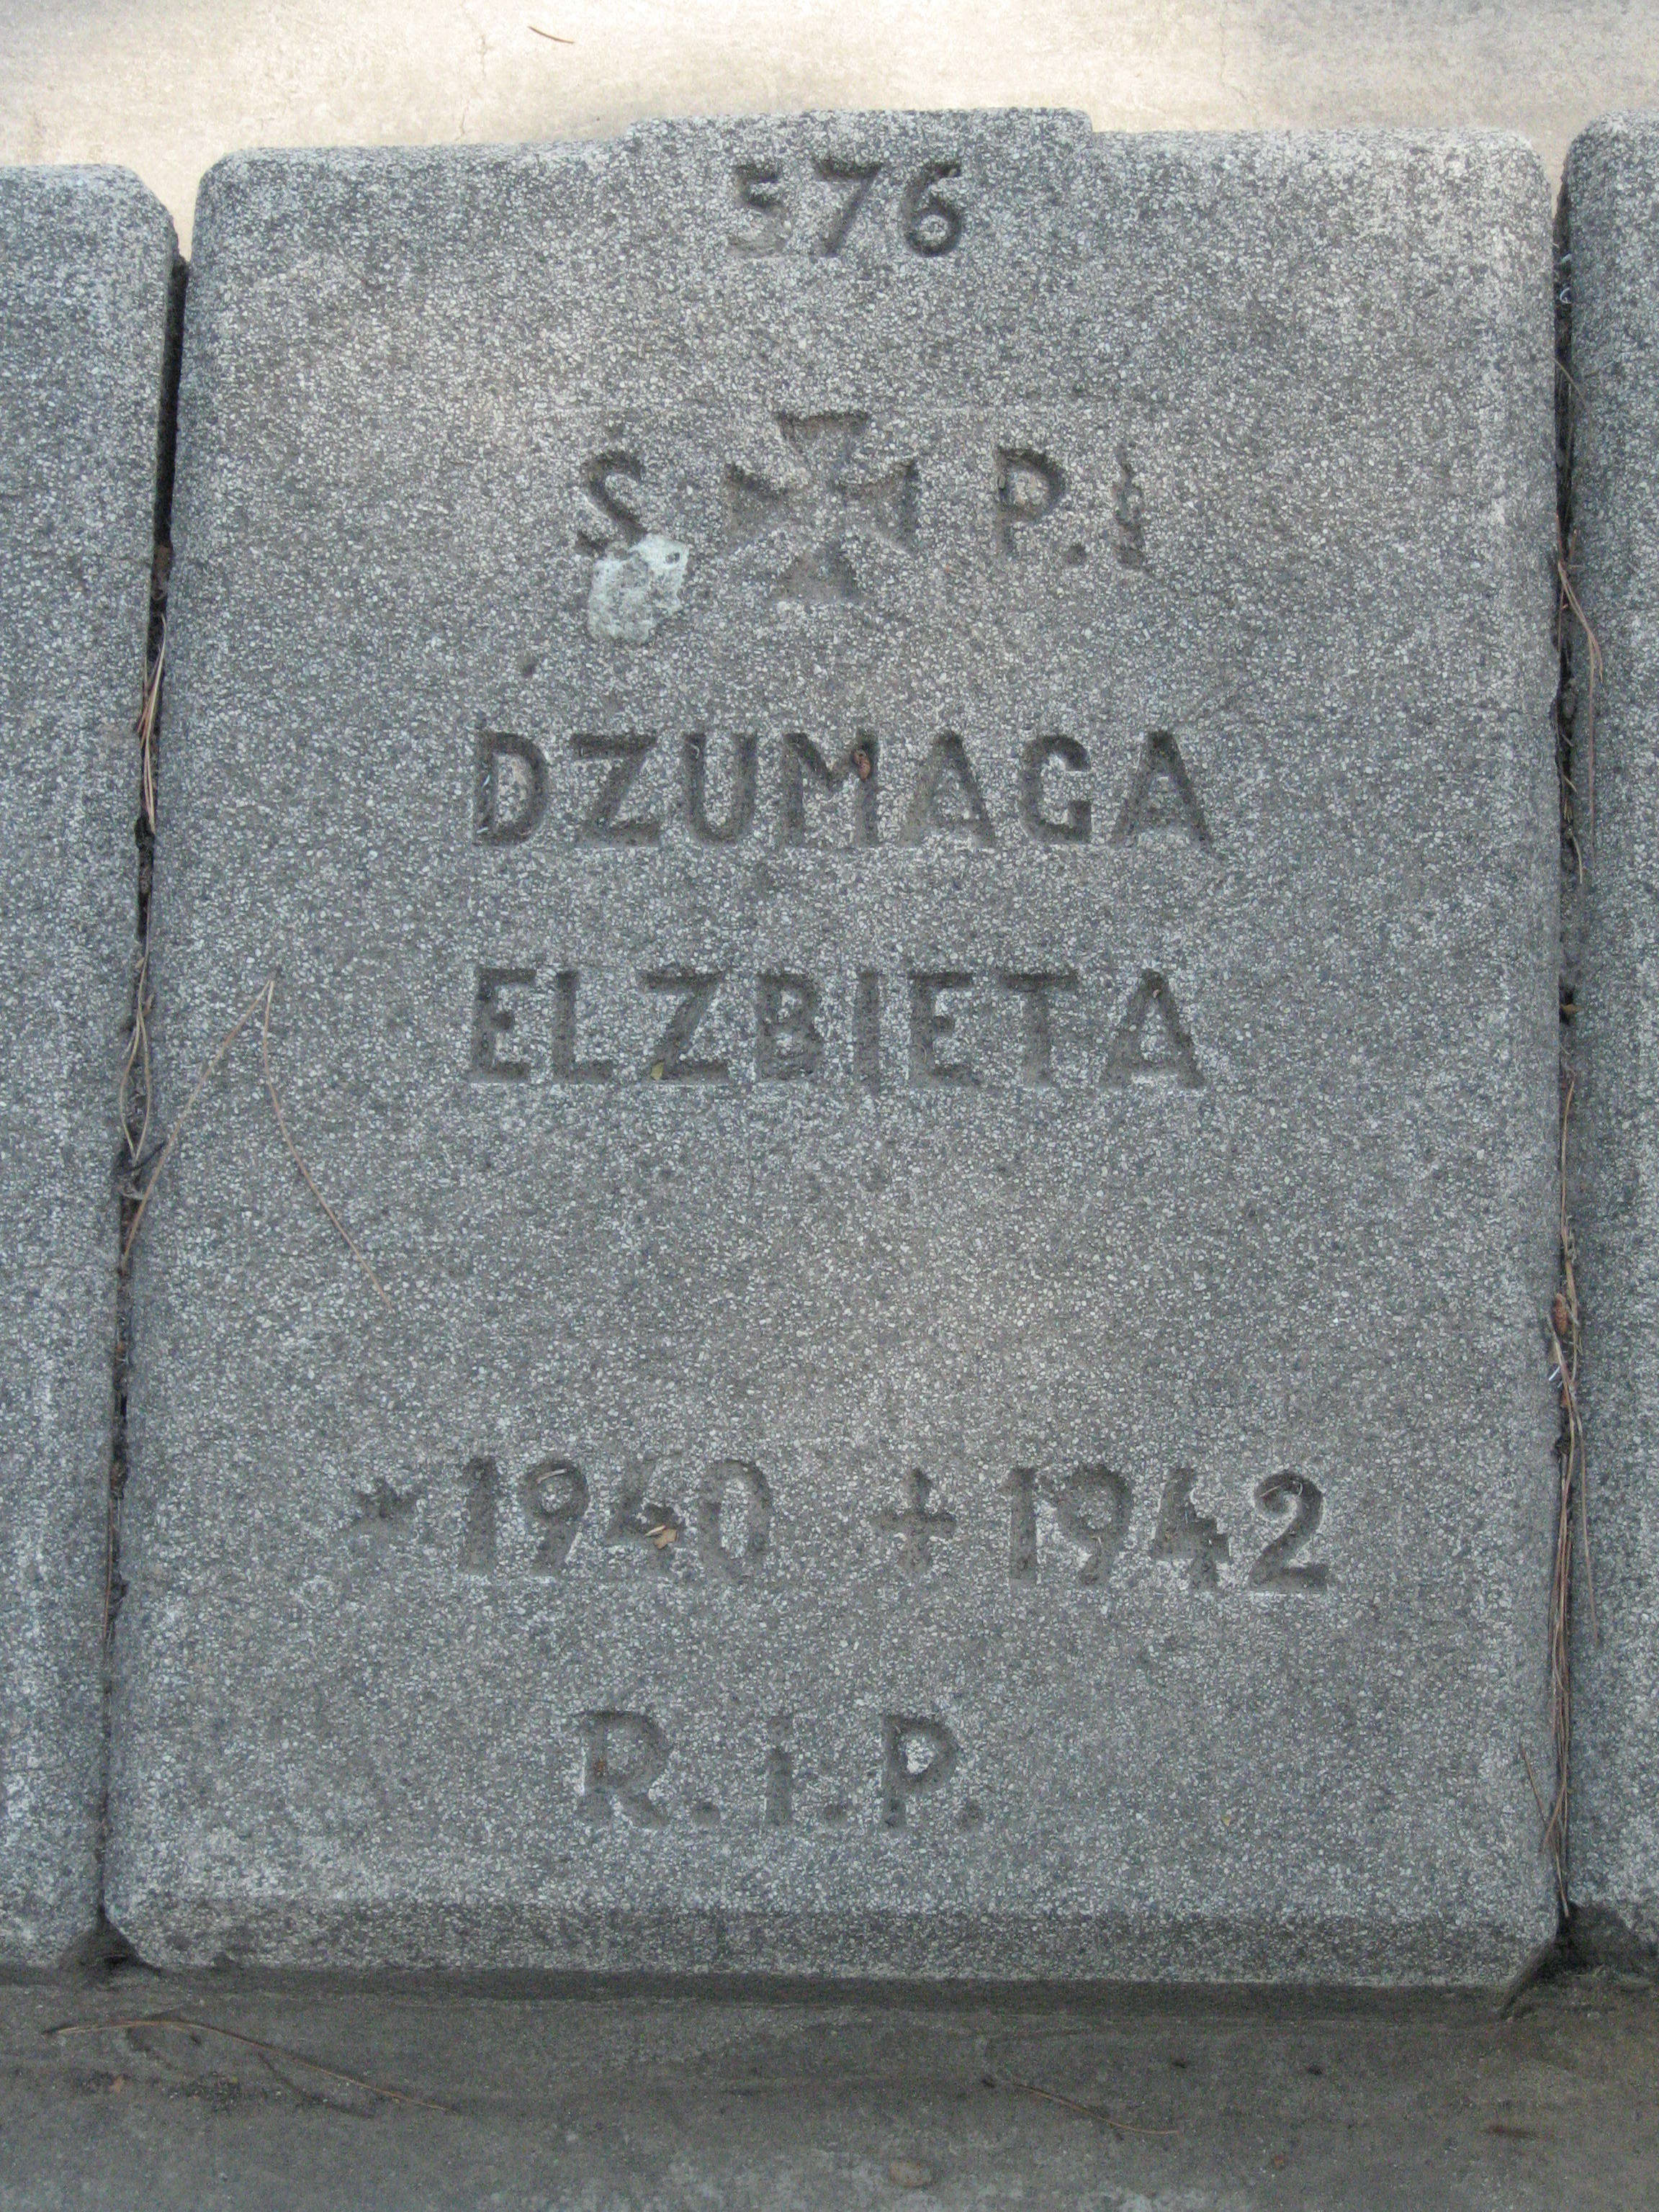 576
S. ✠ P.
DZUMAGA
ELZBIETA
* 1940 + 1942
R.i.P.